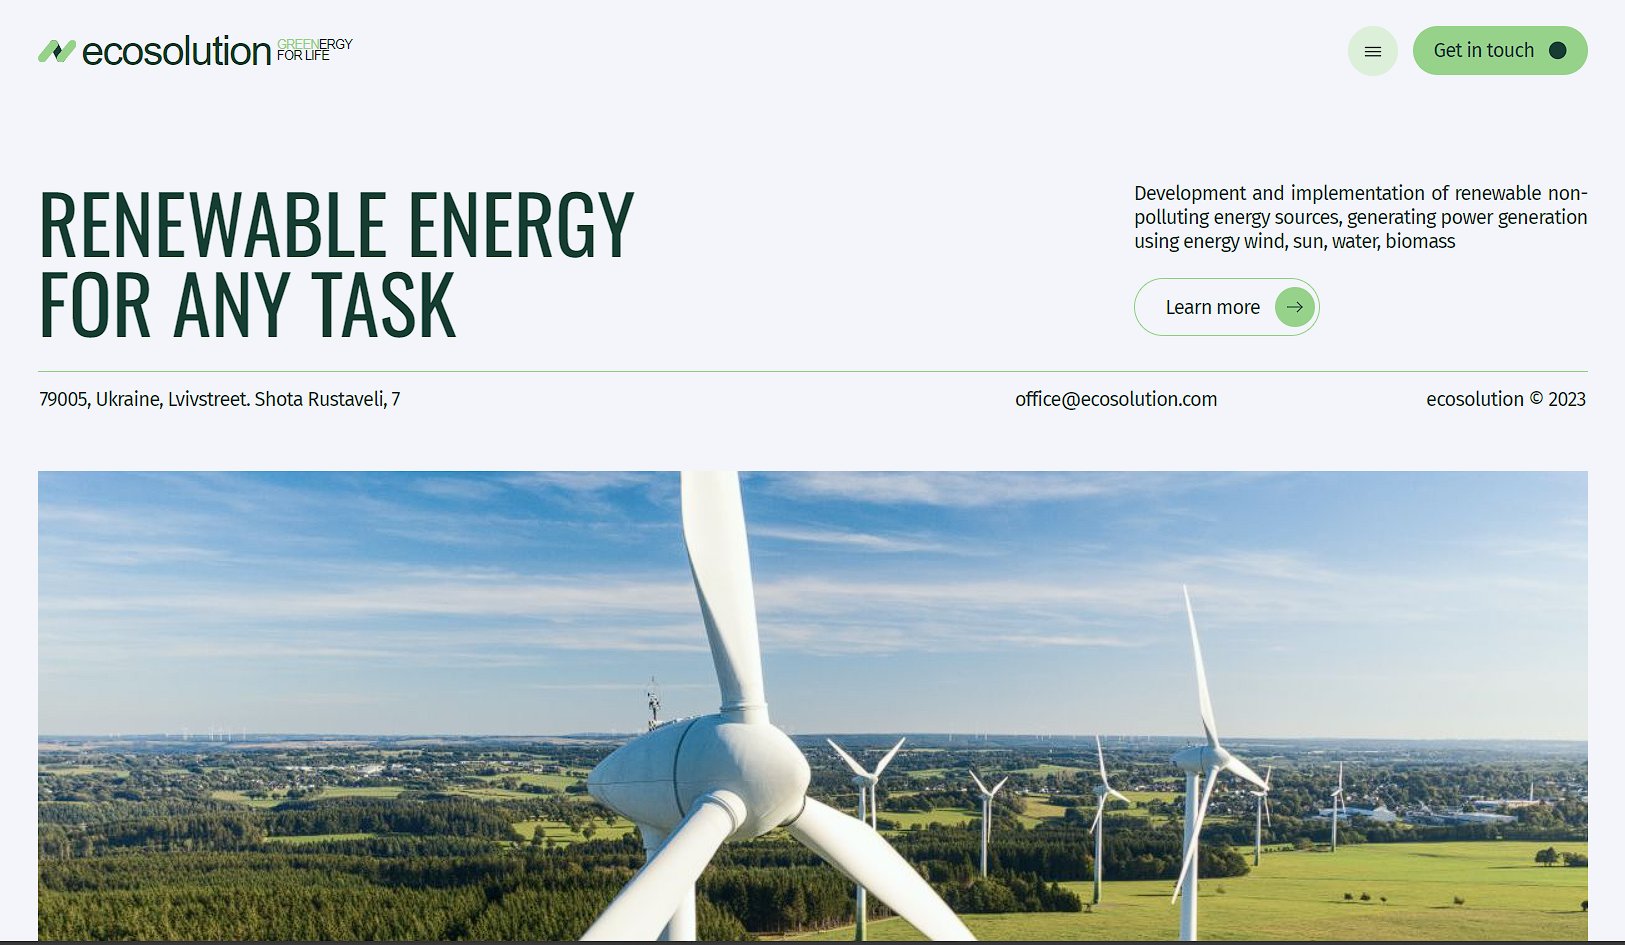 ecosolution
GREENERGY
FOR LIFE
Get in touch
RENEWABLE ENERGY
FOR ANY TASK
Development and implementation of renewable non-
polluting energy sources, generating power generation
using energy wind, sun, water, biomass
Learn more
79005, Ukraine, Lvivstreet. Shota Rustaveli, 7
office@ecosolution.com
ecosolution © 2023